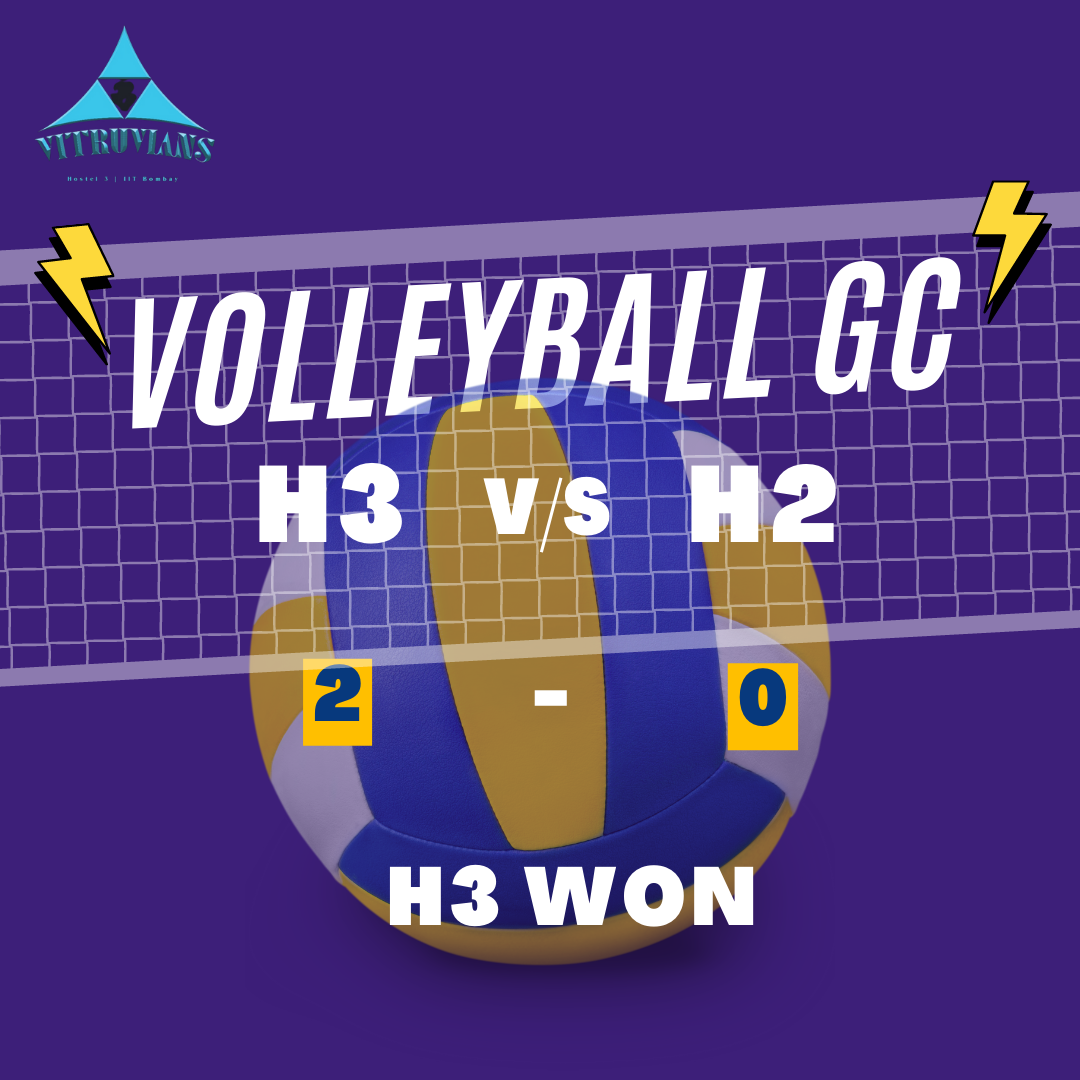 VITRUVIANS
Hostel 3 | IIT Bombay
VOLLEYBALL GC
H3 V/S H2
2 - 0
H3 WON